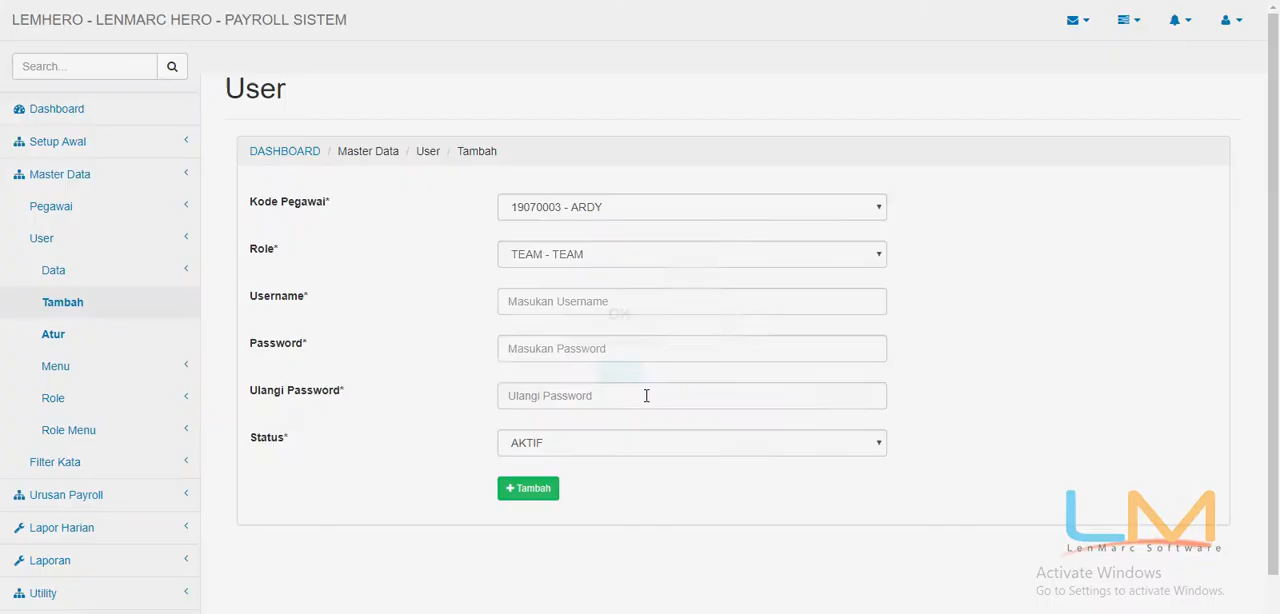 LEMHERO - LENMARC HERO - PAYROLL SISTEM
Search...
Dashboard
Setup Awal
Master Data
Pegawai
User
Data
Tambah
Atur
Menu
Role
Role Menu
Filter Kata
Urusan Payroll
Lapor Harian
Laporan
Utility
User
DASHBOARD / Master Data / User / Tambah
Kode Pegawai*
19070003 - ARDY
Role*
TEAM - TEAM
Username*
Masukan Username
OK
Password*
Masukan Password
Ulangi Password*
Ulangi Password
Status*
AKTIF
+ Tambah
LM
LenMarc Software
Activate Windows
Go to Settings to activate Windows.